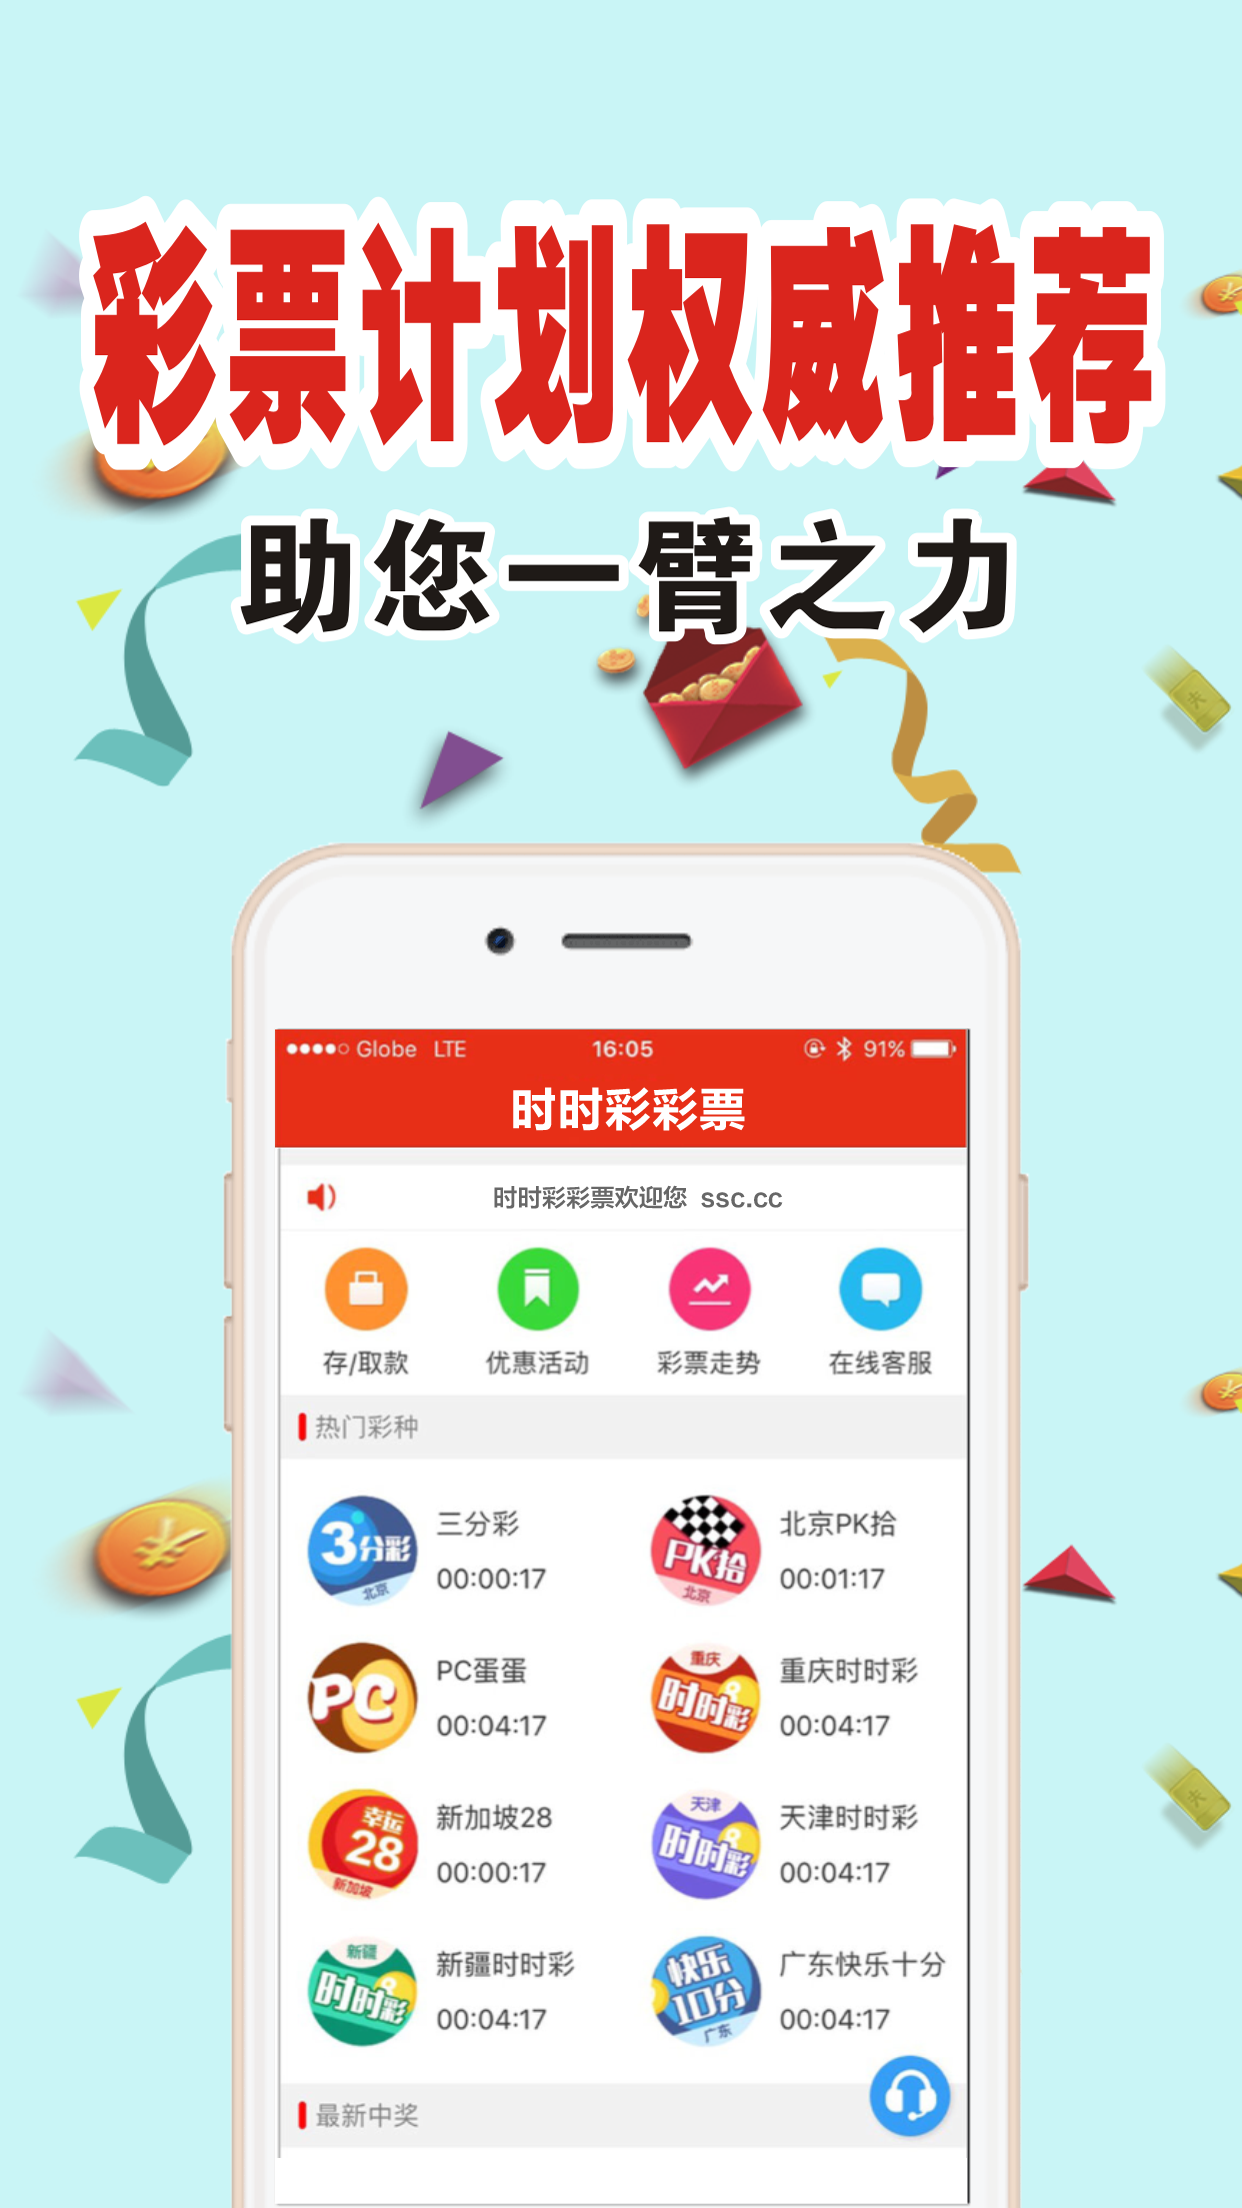 彩票计划权威推荐
助您一臂之力
Globe LTE 16:05 91%
时时彩彩票
时时彩彩票欢迎您 ssc.cc
存/取款 优惠活动 彩票走势 在线客服
热门彩种
3分彩 北京
三分彩
00:00:17
PK拾 北京
北京PK拾
00:01:17
PC
PC蛋蛋
00:04:17
重庆 时时彩
重庆时时彩
00:04:17
幸运 28 新加坡
新加坡28
00:00:17
天津 时时彩
天津时时彩
00:04:17
新疆 时时彩
新疆时时彩
00:04:17
快乐 10分 广东
广东快乐十分
00:04:17
最新中奖